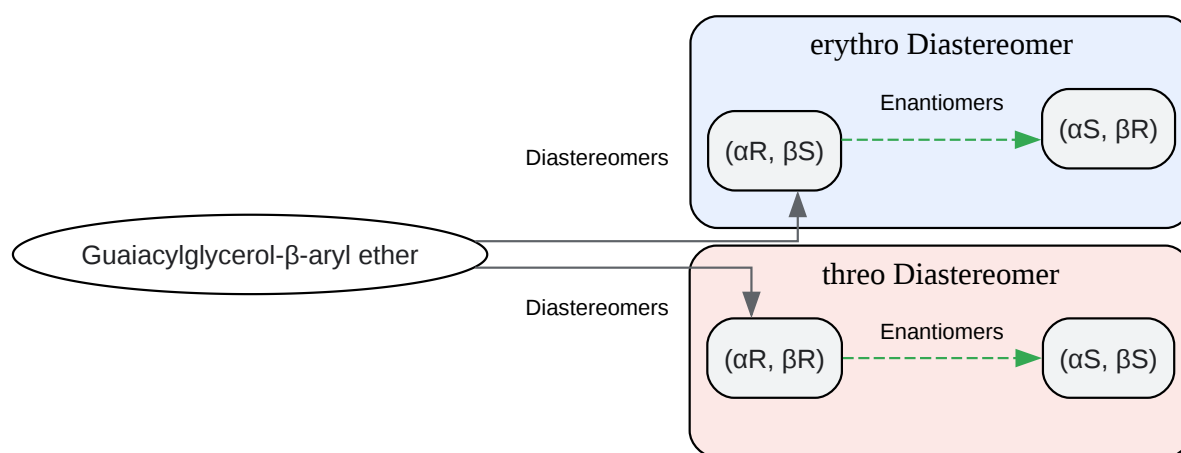 erythro Diastereomer
Enantiomers
(αR, βS)
(αS, βR)
Diastereomers
Guaiacylglycerol-β-aryl ether
threo Diastereomer
Diastereomers
Enantiomers
(αR, βR)
(αS, βS)